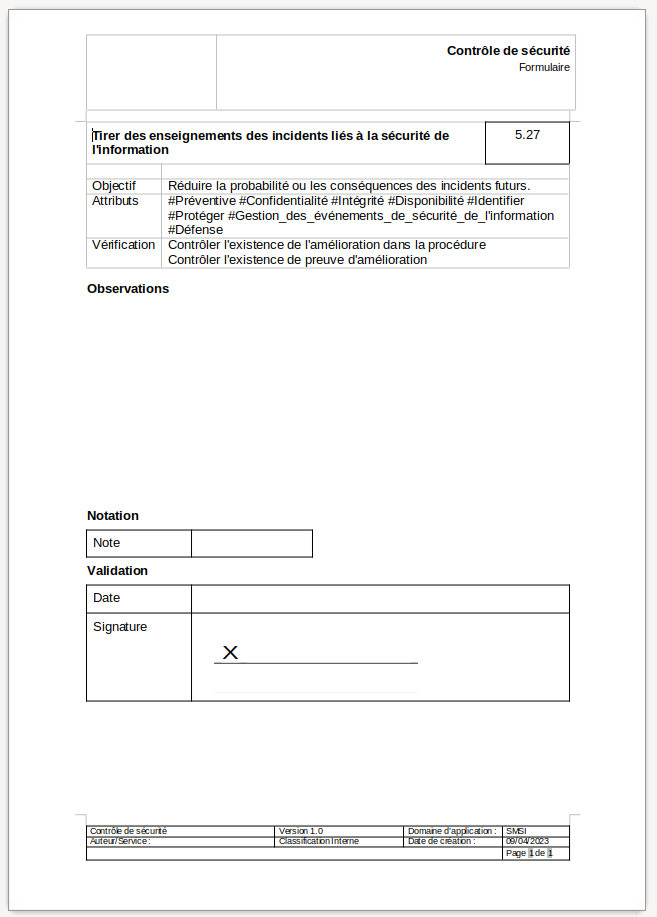 Contrôle de sécurité
Formulaire
Tirer des enseignements des incidents liés à la sécurité de
l'information
5.27
Objectif
Réduire la probabilité ou les conséquences des incidents futurs.
Attributs
#Préventive #Confidentialité #Intégrité #Disponibilité #Identifier
#Protéger #Gestion_des_événements_de_sécurité_de_l'information
#Défense
Vérification
Contrôler l'existence de l'amélioration dans la procédure
Contrôler l'existence de preuve d'amélioration
Observations
Notation
Note
Validation
Date
Signature
X
Contrôle de sécurité
Version 1.0
Domaine d'application :
SMSI
Auteur/Service :
Classification Interne
Date de création :
09/04/2023
Page 1 de 1